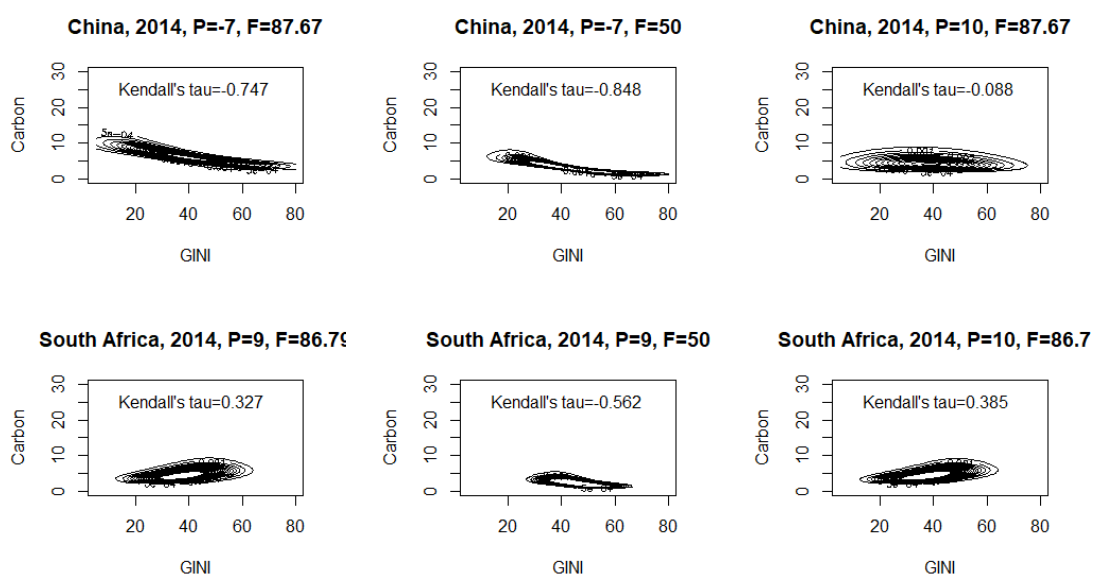 China, 2014, P=-7, F=87.67
Kendall's tau=-0.747
Carbon
30
20
10
0
5e-04
20 40 60 80
GINI
China, 2014, P=-7, F=50
Kendall's tau=-0.848
Carbon
30
20
10
0
20 40 60 80
GINI
China, 2014, P=10, F=87.67
Kendall's tau=-0.088
Carbon
30
20
10
0
20 40 60 80
GINI
South Africa, 2014, P=9, F=86.79
Kendall's tau=0.327
Carbon
30
20
10
0
20 40 60 80
GINI
South Africa, 2014, P=9, F=50
Kendall's tau=-0.562
Carbon
30
20
10
0
5e-04
20 40 60 80
GINI
South Africa, 2014, P=10, F=86.7
Kendall's tau=0.385
Carbon
30
20
10
0
20 40 60 80
GINI